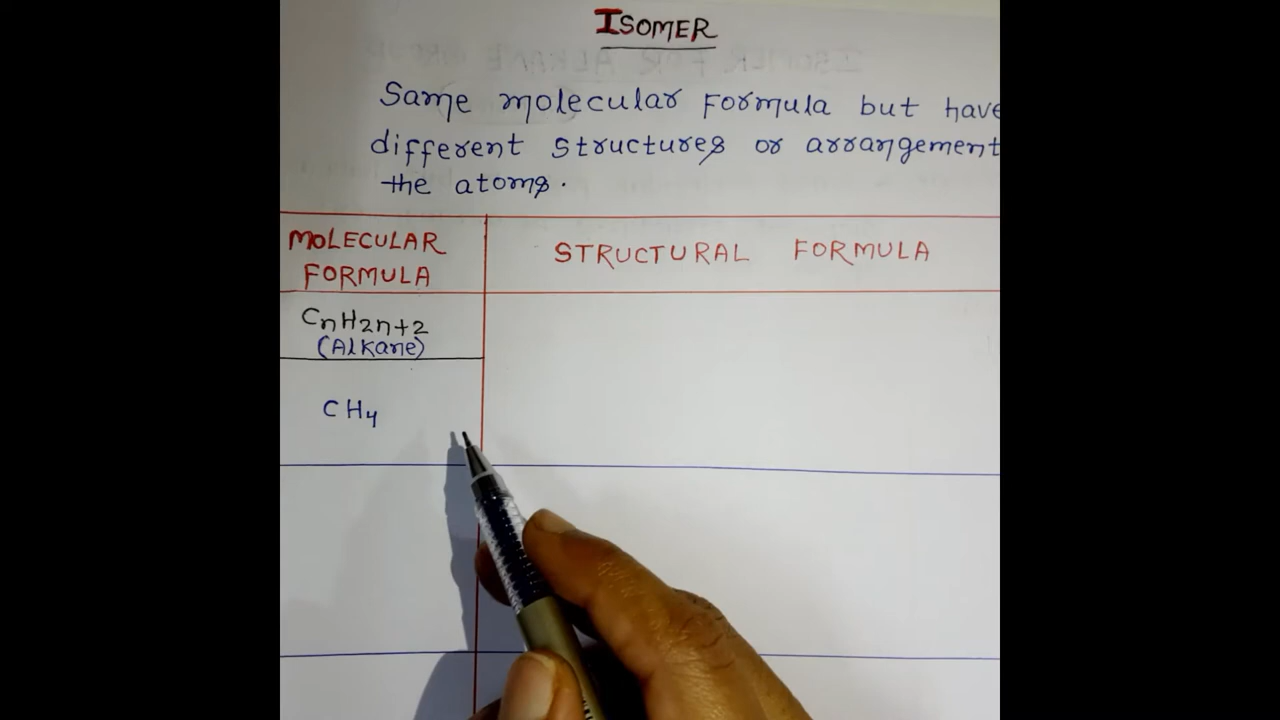 ISOMER
Same molecular formula but have
different structures or arrangement
the atoms.
MOLECULAR
FORMULA
STRUCTURAL FORMULA
CnH2n+2
(Alkane)
CH4